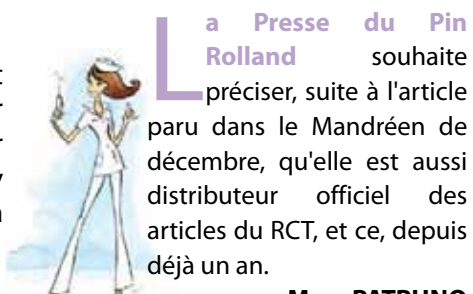 La Presse du Pin
Rolland souhaite
préciser, suite à l'article
paru dans le Mandréen de
décembre, qu'elle est aussi
distributeur officiel des
articles du RCT, et ce, depuis
déjà un an.